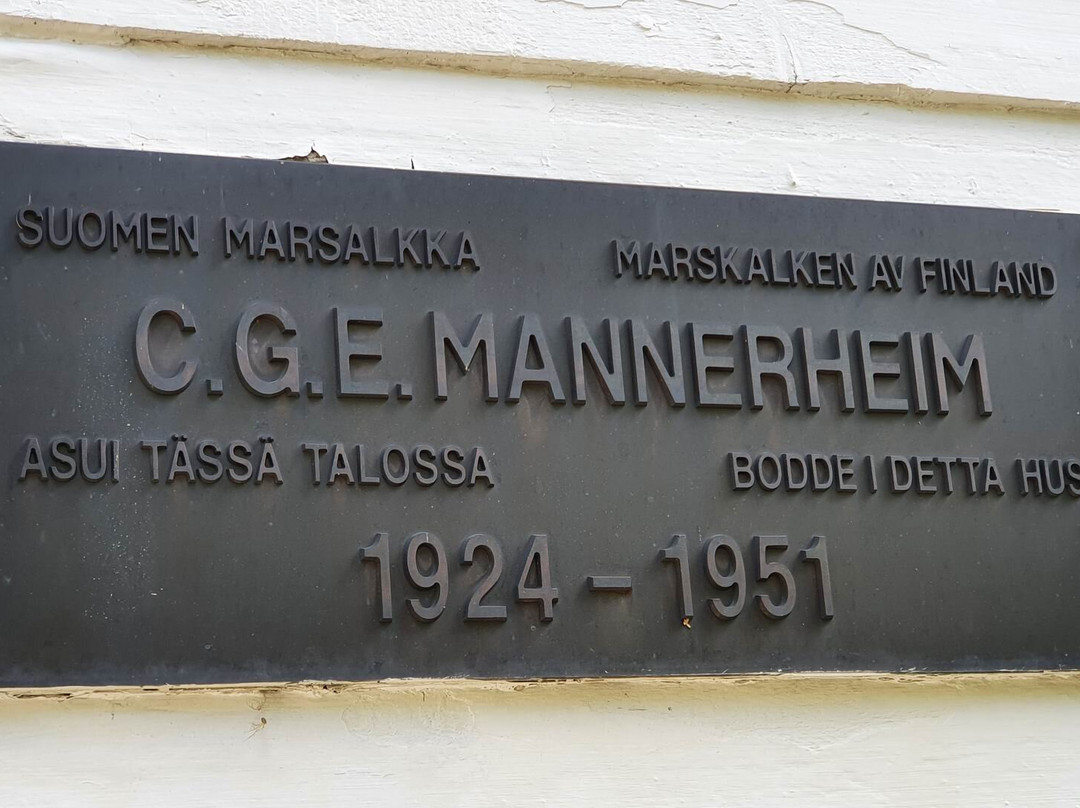 SUOMEN MARSALKKA MARSKALKEN AV FINLAND
C.G.E. MANNERHEIM
ASUI TÄSSÄ TALOSSA BODDE I DETTA HUS
1924 – 1951